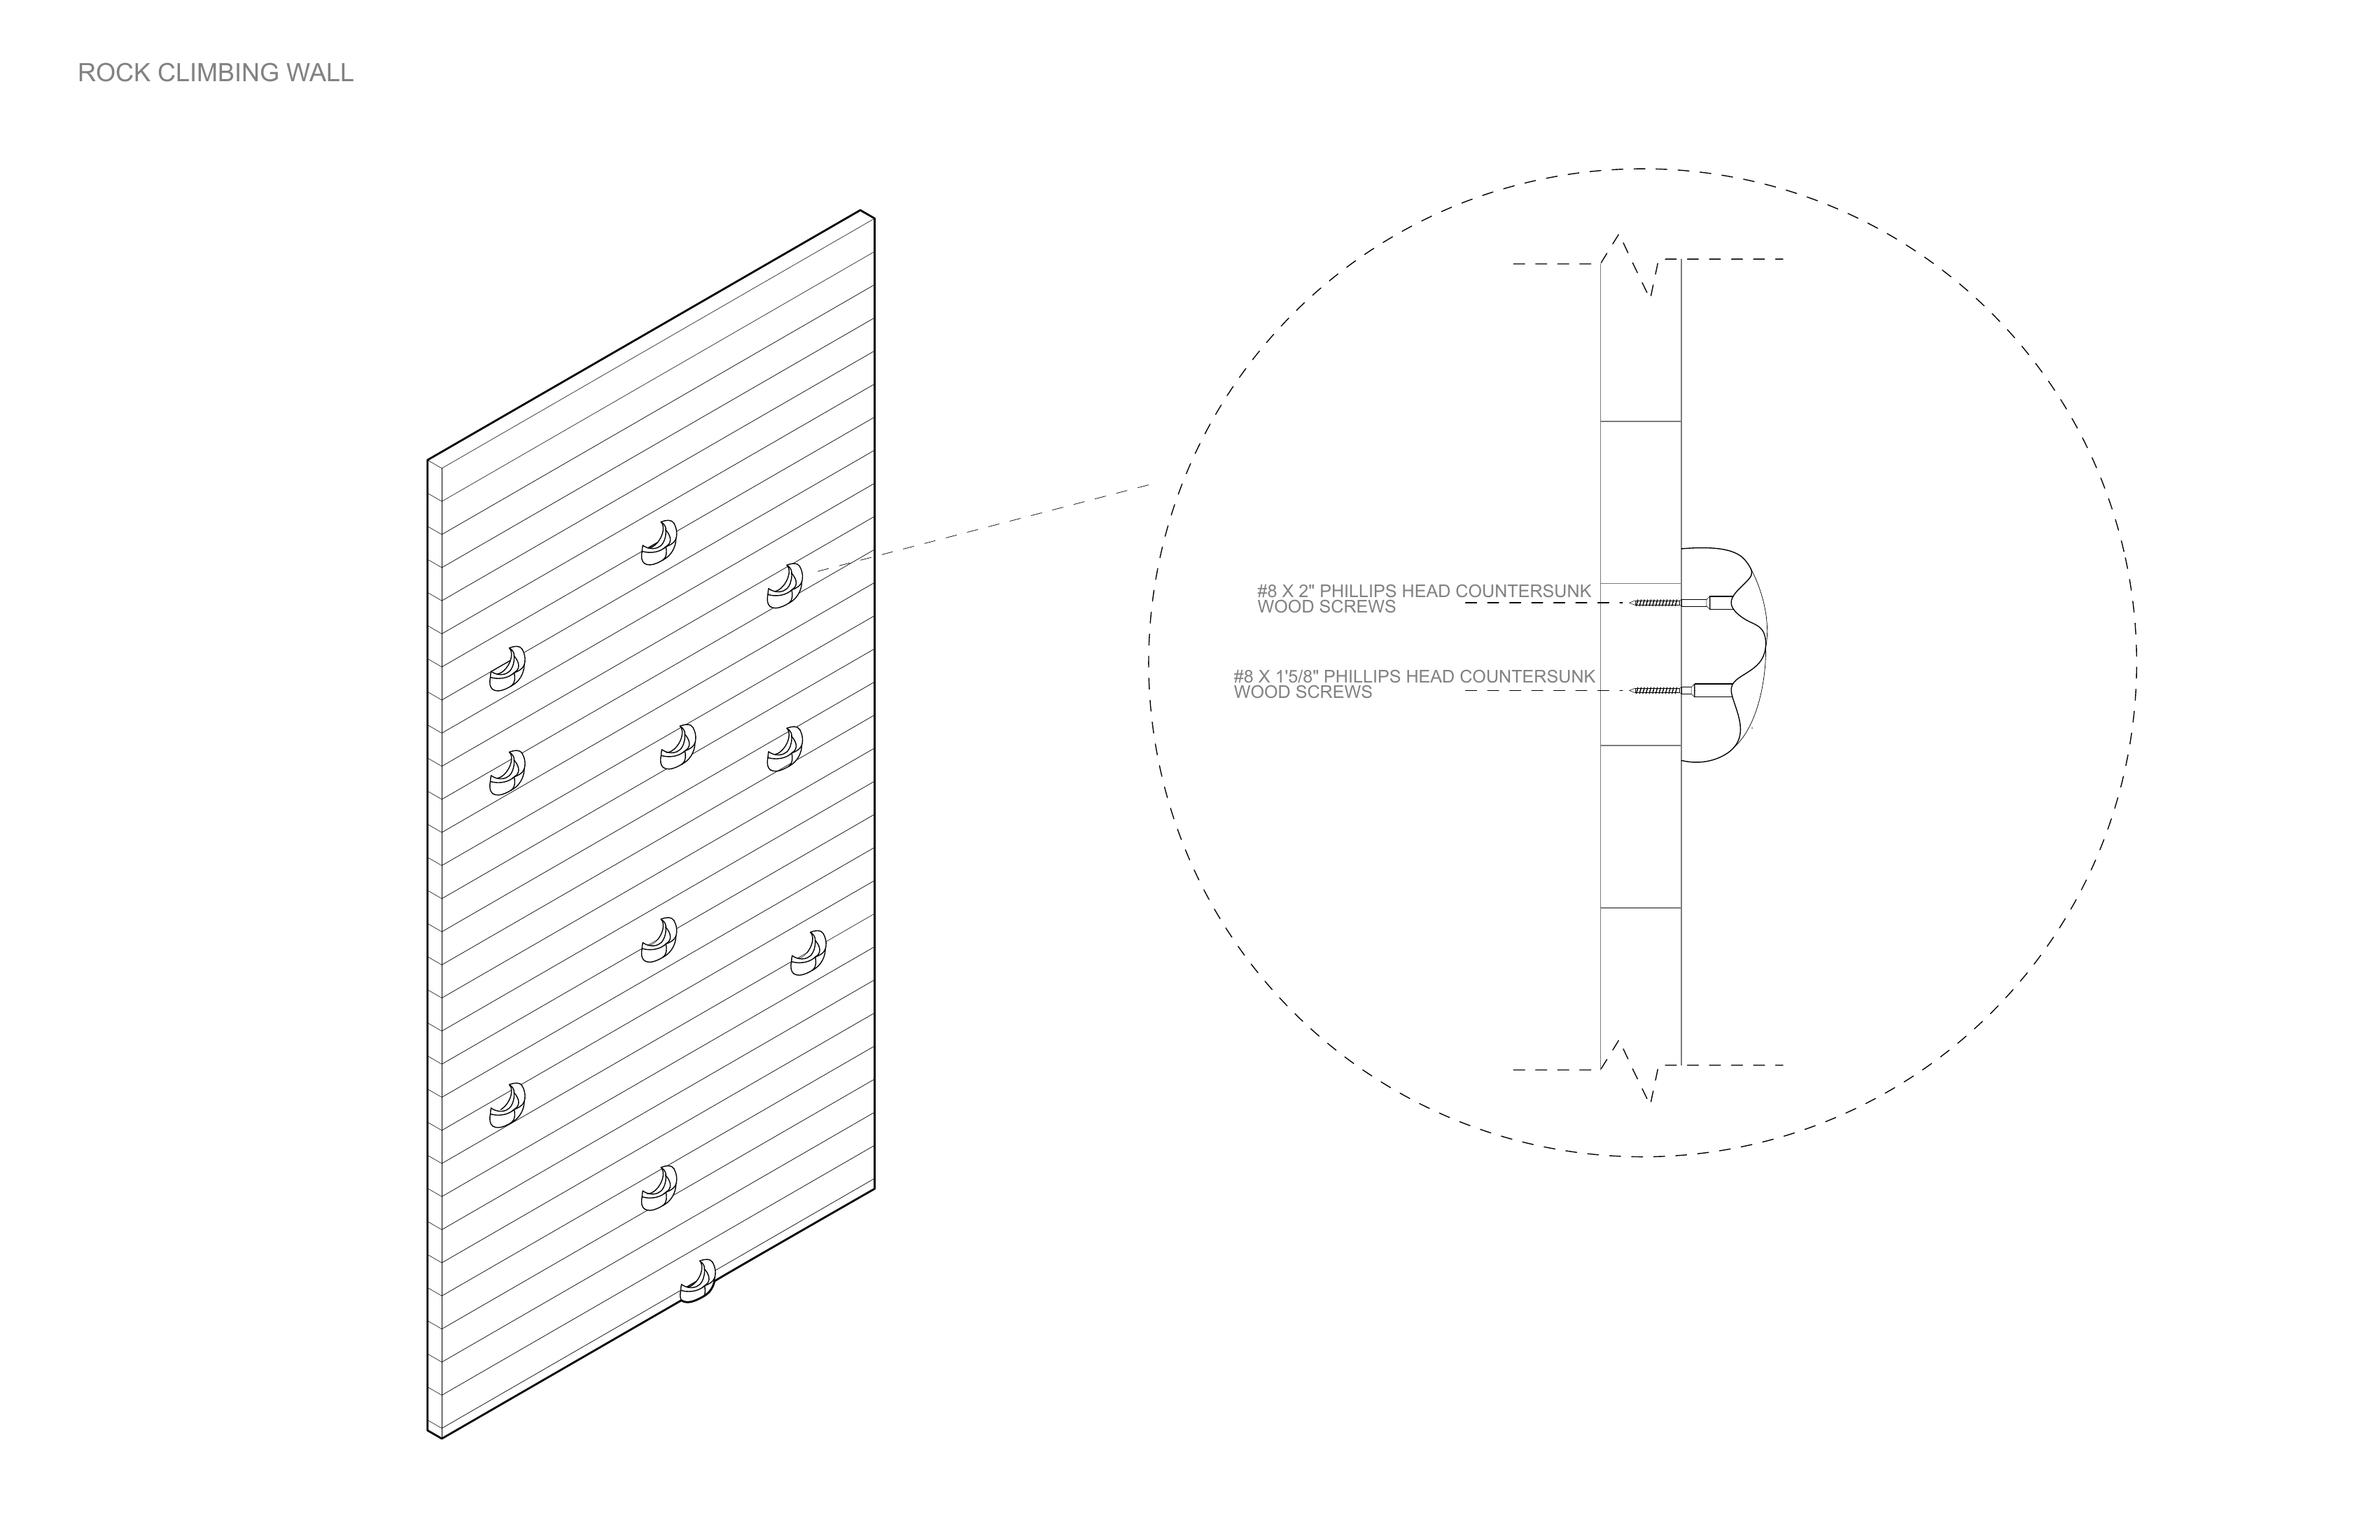 ROCK CLIMBING WALL
#8 X 2" PHILLIPS HEAD COUNTERSUNK
WOOD SCREWS
#8 X 1'5/8" PHILLIPS HEAD COUNTERSUNK
WOOD SCREWS